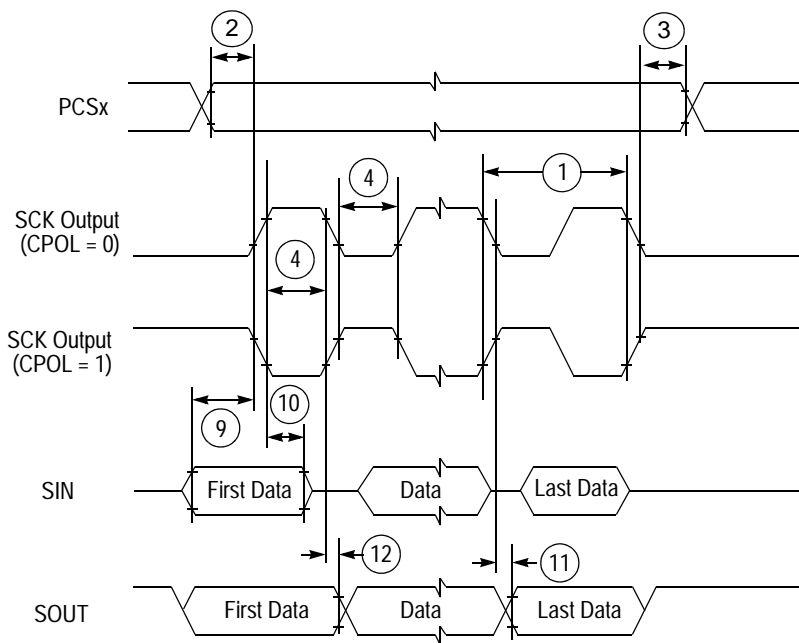 2
3
PCSx
4
1
SCK Output
(CPOL = 0)
4
SCK Output
(CPOL = 1)
10
9
SIN
First Data
Data
Last Data
12
11
SOUT
First Data
Data
Last Data